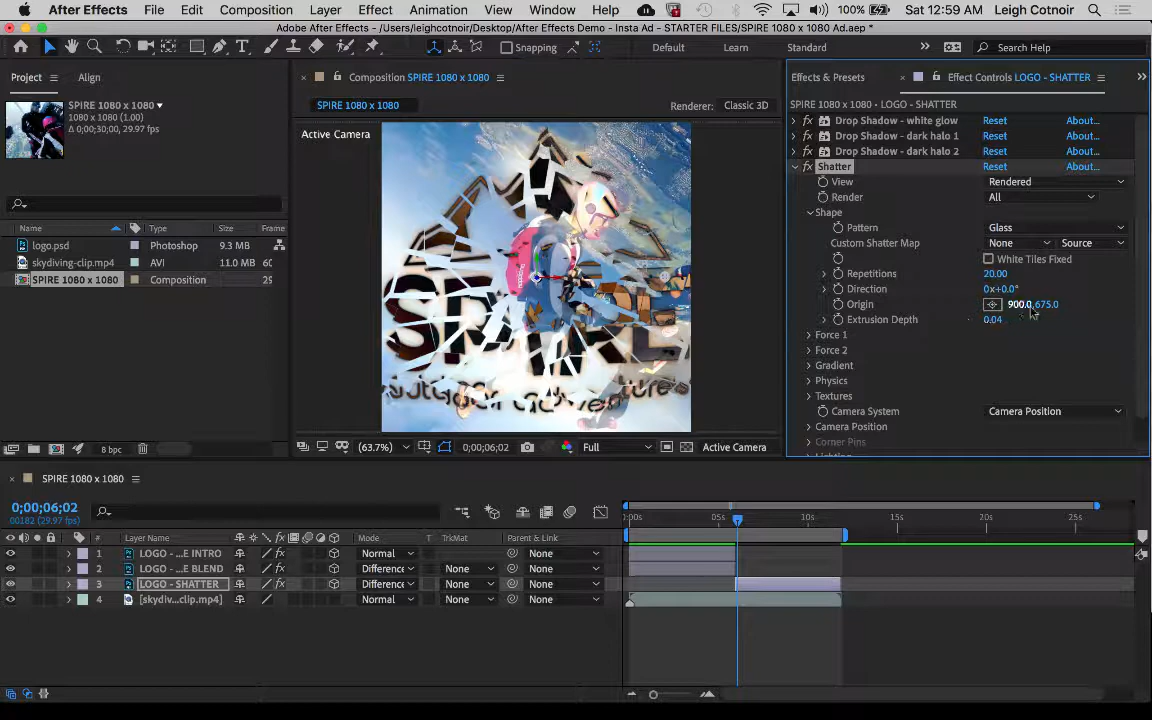 After Effects File Edit Composition Layer Effect Animation View Window Help 100% Sat 12:59 AM Leigh Cotnoir
Adobe After Effects - /Users/leighcotnoir/Desktop/After Effects Demo - Insta Ad - STARTER FILES/SPIRE 1080 x 1080 Ad.aep *
Snapping Default Learn Standard Search Help
Project Align Composition SPIRE 1080 x 1080 Effects & Presets Effect Controls LOGO - SHATTER
SPIRE 1080 x 1080
1080 x 1080 (1.00)
Δ 0;00;30;00, 29.97 fps
SPIRE 1080 x 1080 Renderer: Classic 3D
Active Camera
SPIRE 1080 x 1080 • LOGO - SHATTER
Drop Shadow - white glow Reset About...
Drop Shadow - dark halo 1 Reset About...
Drop Shadow - dark halo 2 Reset About...
Shatter Reset About...
View Rendered
Render All
Shape
Pattern Glass
Custom Shatter Map None Source
White Tiles Fixed
Repetitions 20.00
Direction 0x+0.0°
Origin 900.0,675.0
Extrusion Depth 0.04
Force 1
Force 2
Gradient
Physics
Textures
Camera System Camera Position
Camera Position
Corner Pins
Lighting
Name Type Size Frame
logo.psd Photoshop 9.3 MB
skydiving-clip.mp4 AVI 11.0 MB 60
SPIRE 1080 x 1080 Composition 29
outdoor adventures
8 bpc (63.7%) 0;00;06;02 Full Active Camera
SPIRE 1080 x 1080
0;00;06;02
00182 (29.97 fps)
:00s 05s 10s 15s 20s 25s
# Layer Name Mode T TrkMat Parent & Link
1 LOGO - ...E INTRO Normal None
2 LOGO - ...E BLEND Difference None None
3 LOGO - SHATTER Difference None None
4 [skydiv...clip.mp4] Normal None None